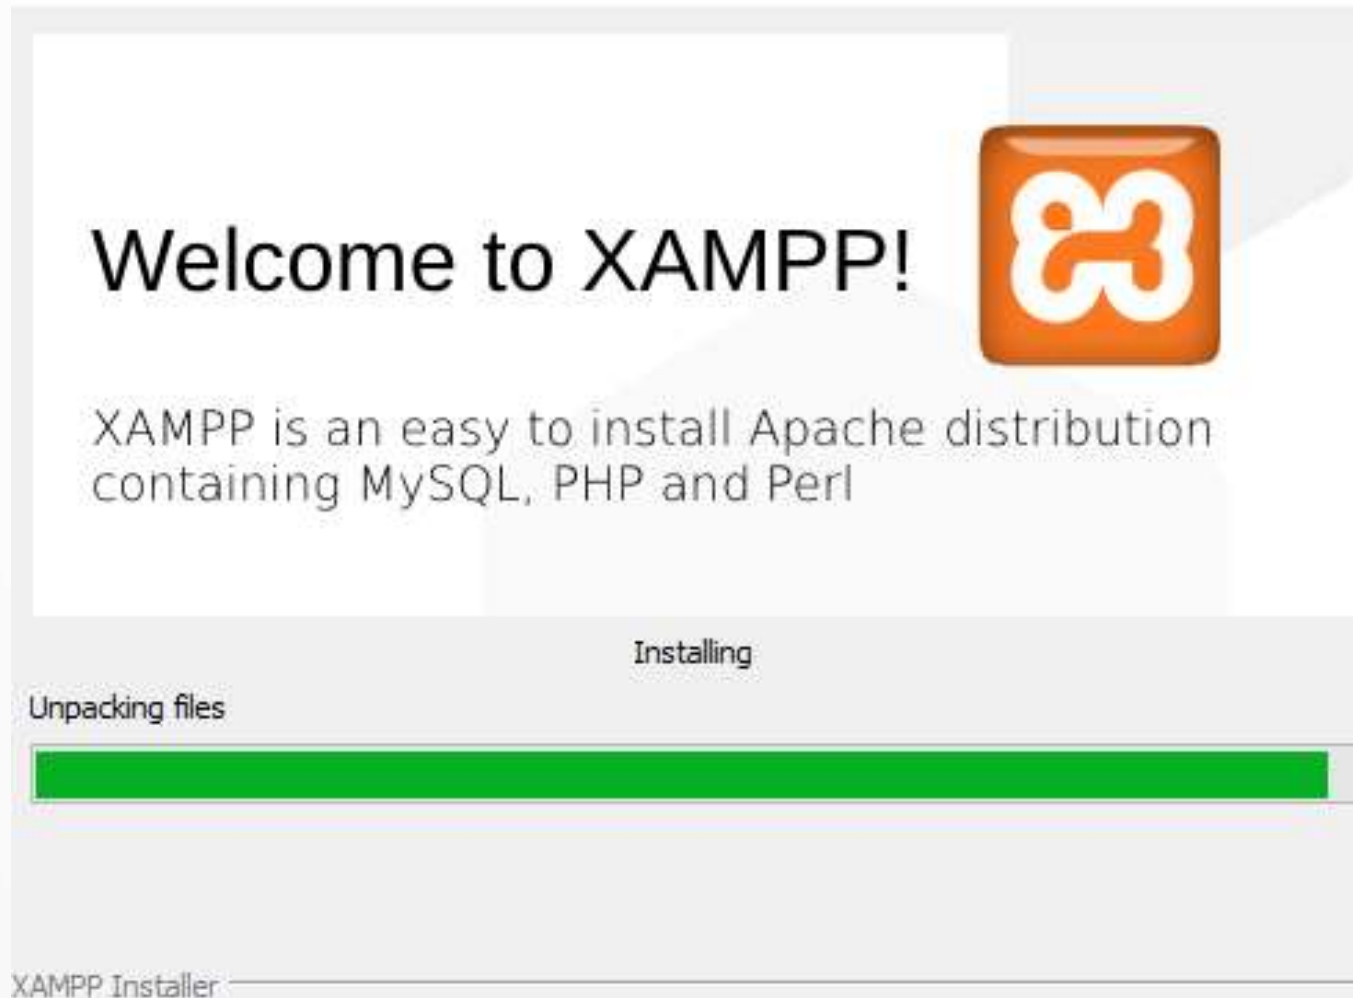 Welcome to XAMPP!
XAMPP is an easy to install Apache distribution
containing MySQL, PHP and Perl
Installing
Unpacking files
XAMPP Installer